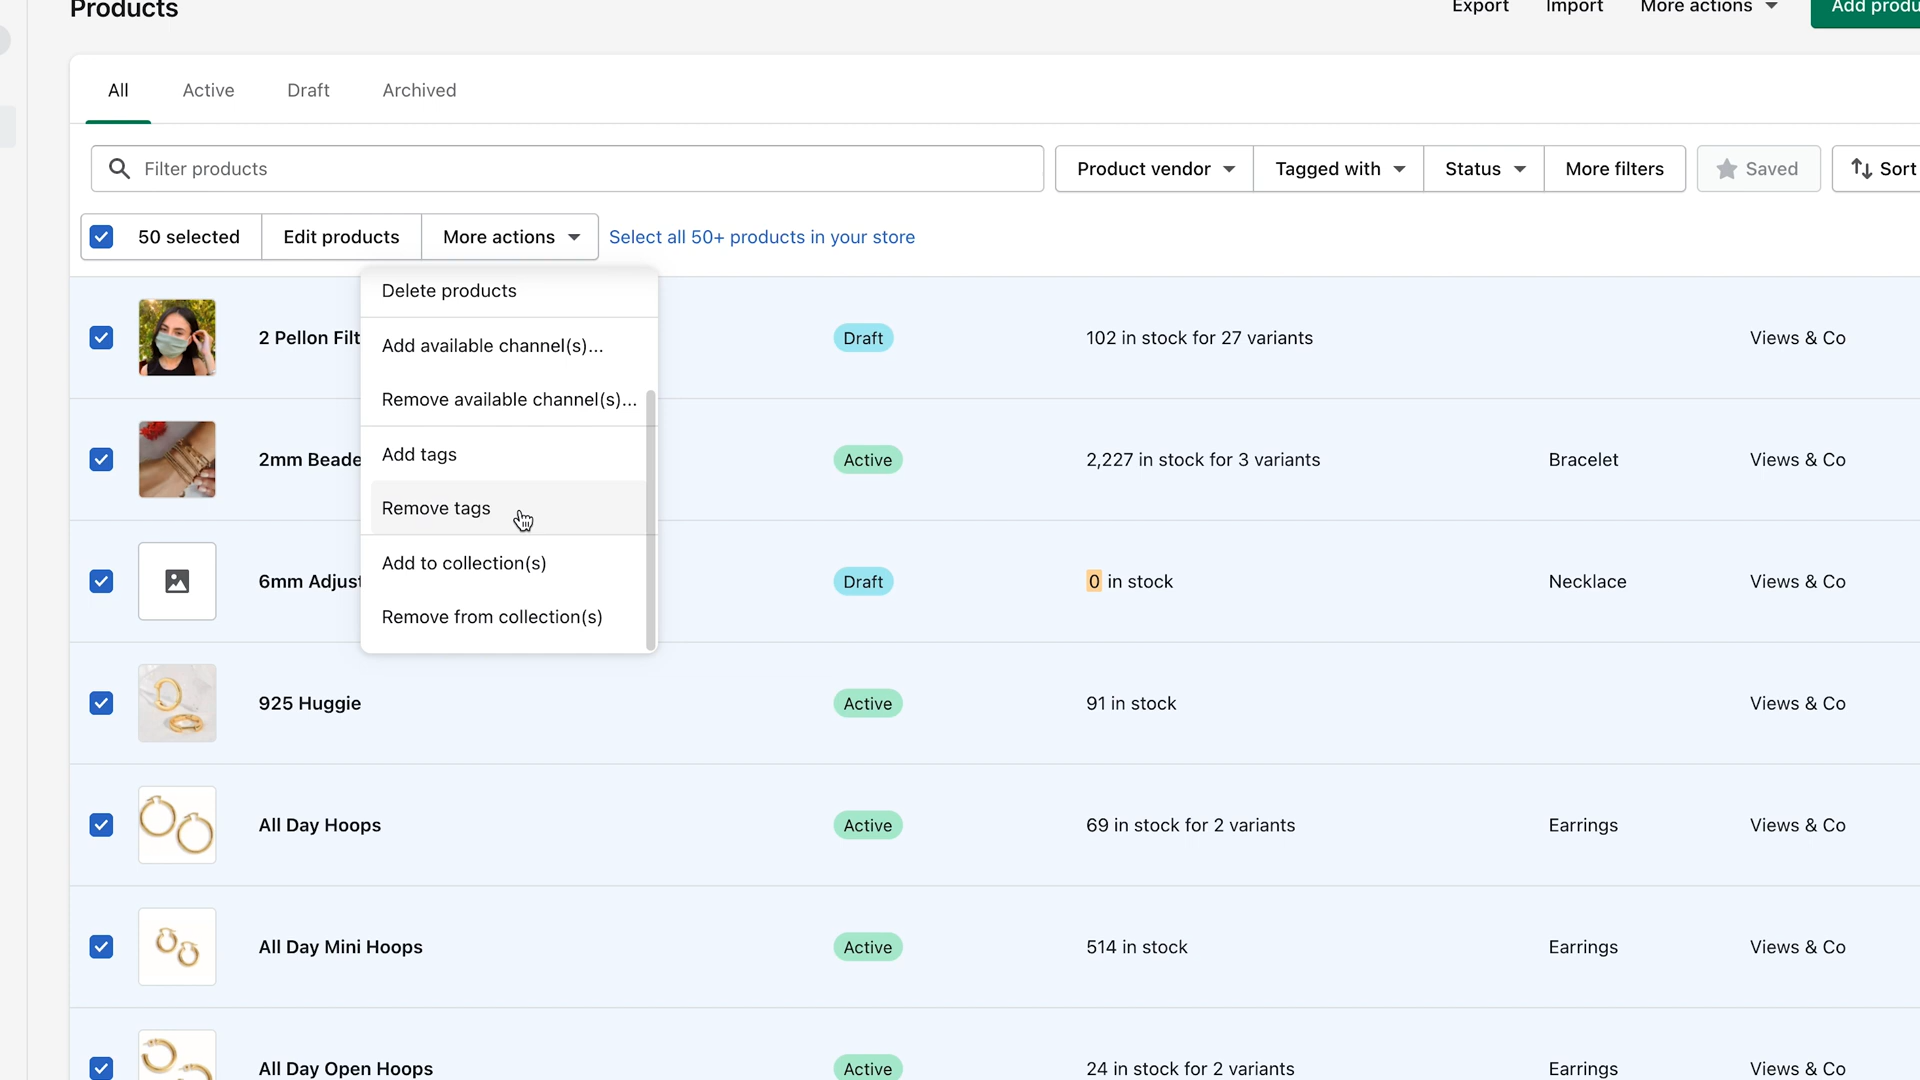 Products
Export Import More actions Add produ
All Active Draft Archived
Filter products
Product vendor Tagged with Status More filters Saved Sort
50 selected Edit products More actions Select all 50+ products in your store
Delete products
Add available channel(s)...
Remove available channel(s)...
Add tags
Remove tags
Add to collection(s)
Remove from collection(s)
2 Pellon Filt Draft 102 in stock for 27 variants Views & Co
2mm Beade Active 2,227 in stock for 3 variants Bracelet Views & Co
6mm Adjust Draft 0 in stock Necklace Views & Co
925 Huggie Active 91 in stock Views & Co
All Day Hoops Active 69 in stock for 2 variants Earrings Views & Co
All Day Mini Hoops Active 514 in stock Earrings Views & Co
All Day Open Hoops Active 24 in stock for 2 variants Earrings Views & Co